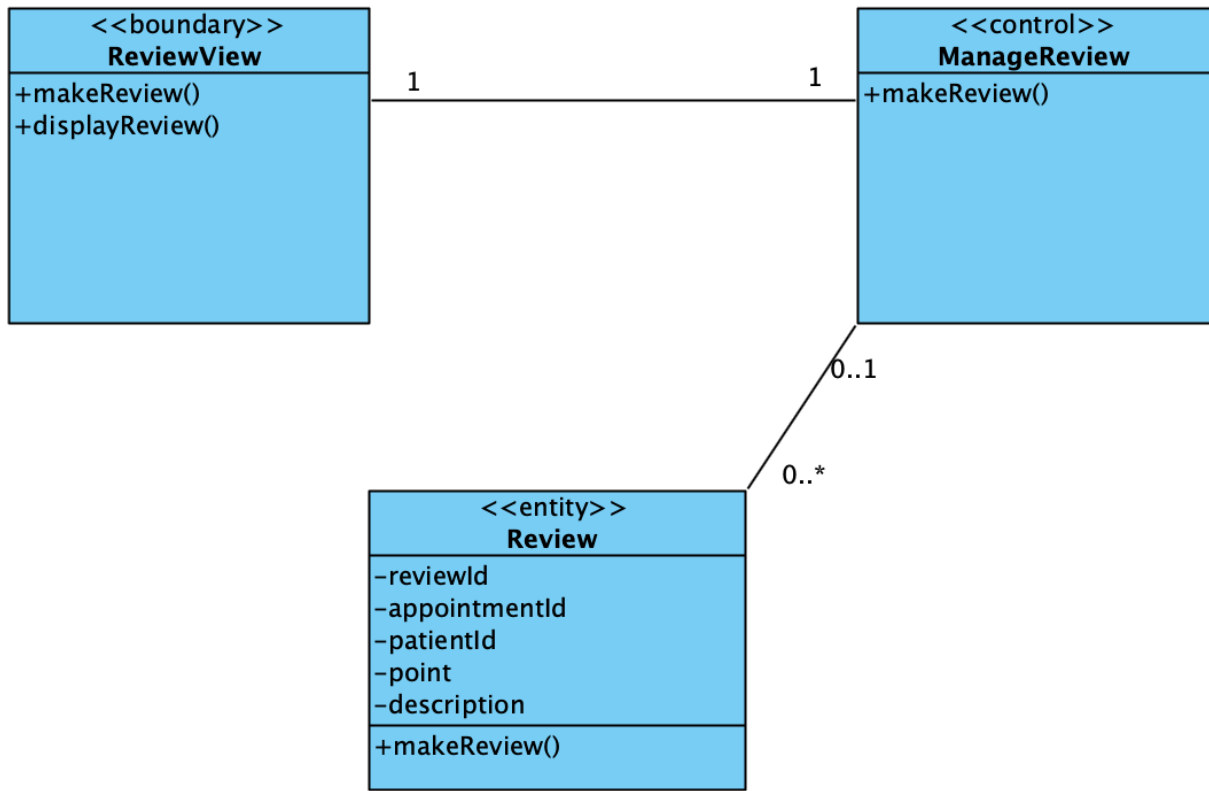 <<boundary>>
ReviewView
+makeReview()
+displayReview()
1
1
<<control>>
ManageReview
+makeReview()
0..1
0..*
<<entity>>
Review
-reviewId
-appointmentId
-patientId
-point
-description
+makeReview()